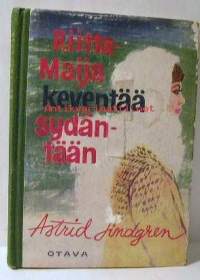 Riitta-
Maija
keventää
sydän-
tään
Astrid Lindgren
OTAVA